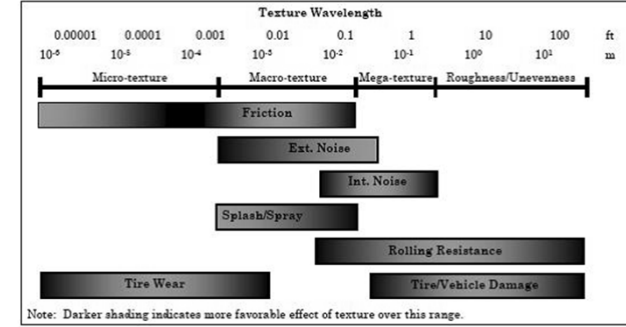 Texture Wavelength
0.00001 0.0001 0.001 0.01 0.1 1 10 100 ft
10⁻⁶ 10⁻⁵ 10⁻⁴ 10⁻³ 10⁻² 10⁻¹ 10⁰ 10¹ m
Micro-texture Macro-texture Mega-texture Roughness/Unevenness
Friction
Ext. Noise
Int. Noise
Splash/Spray
Rolling Resistance
Tire Wear Tire/Vehicle Damage
Note: Darker shading indicates more favorable effect of texture over this range.